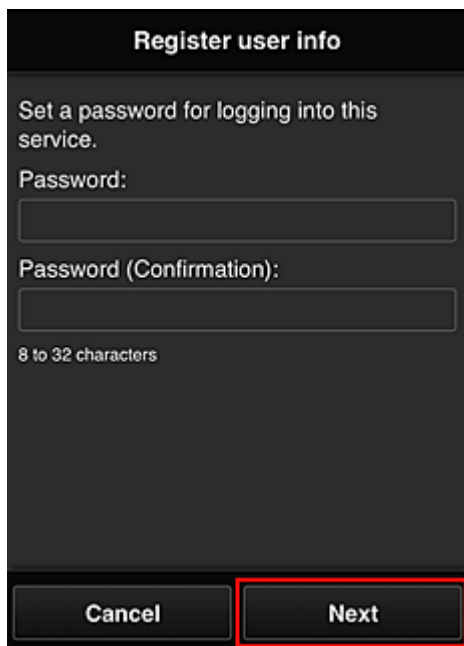 Register user info
Set a password for logging into this
service.
Password:
Password (Confirmation):
8 to 32 characters
Cancel
Next